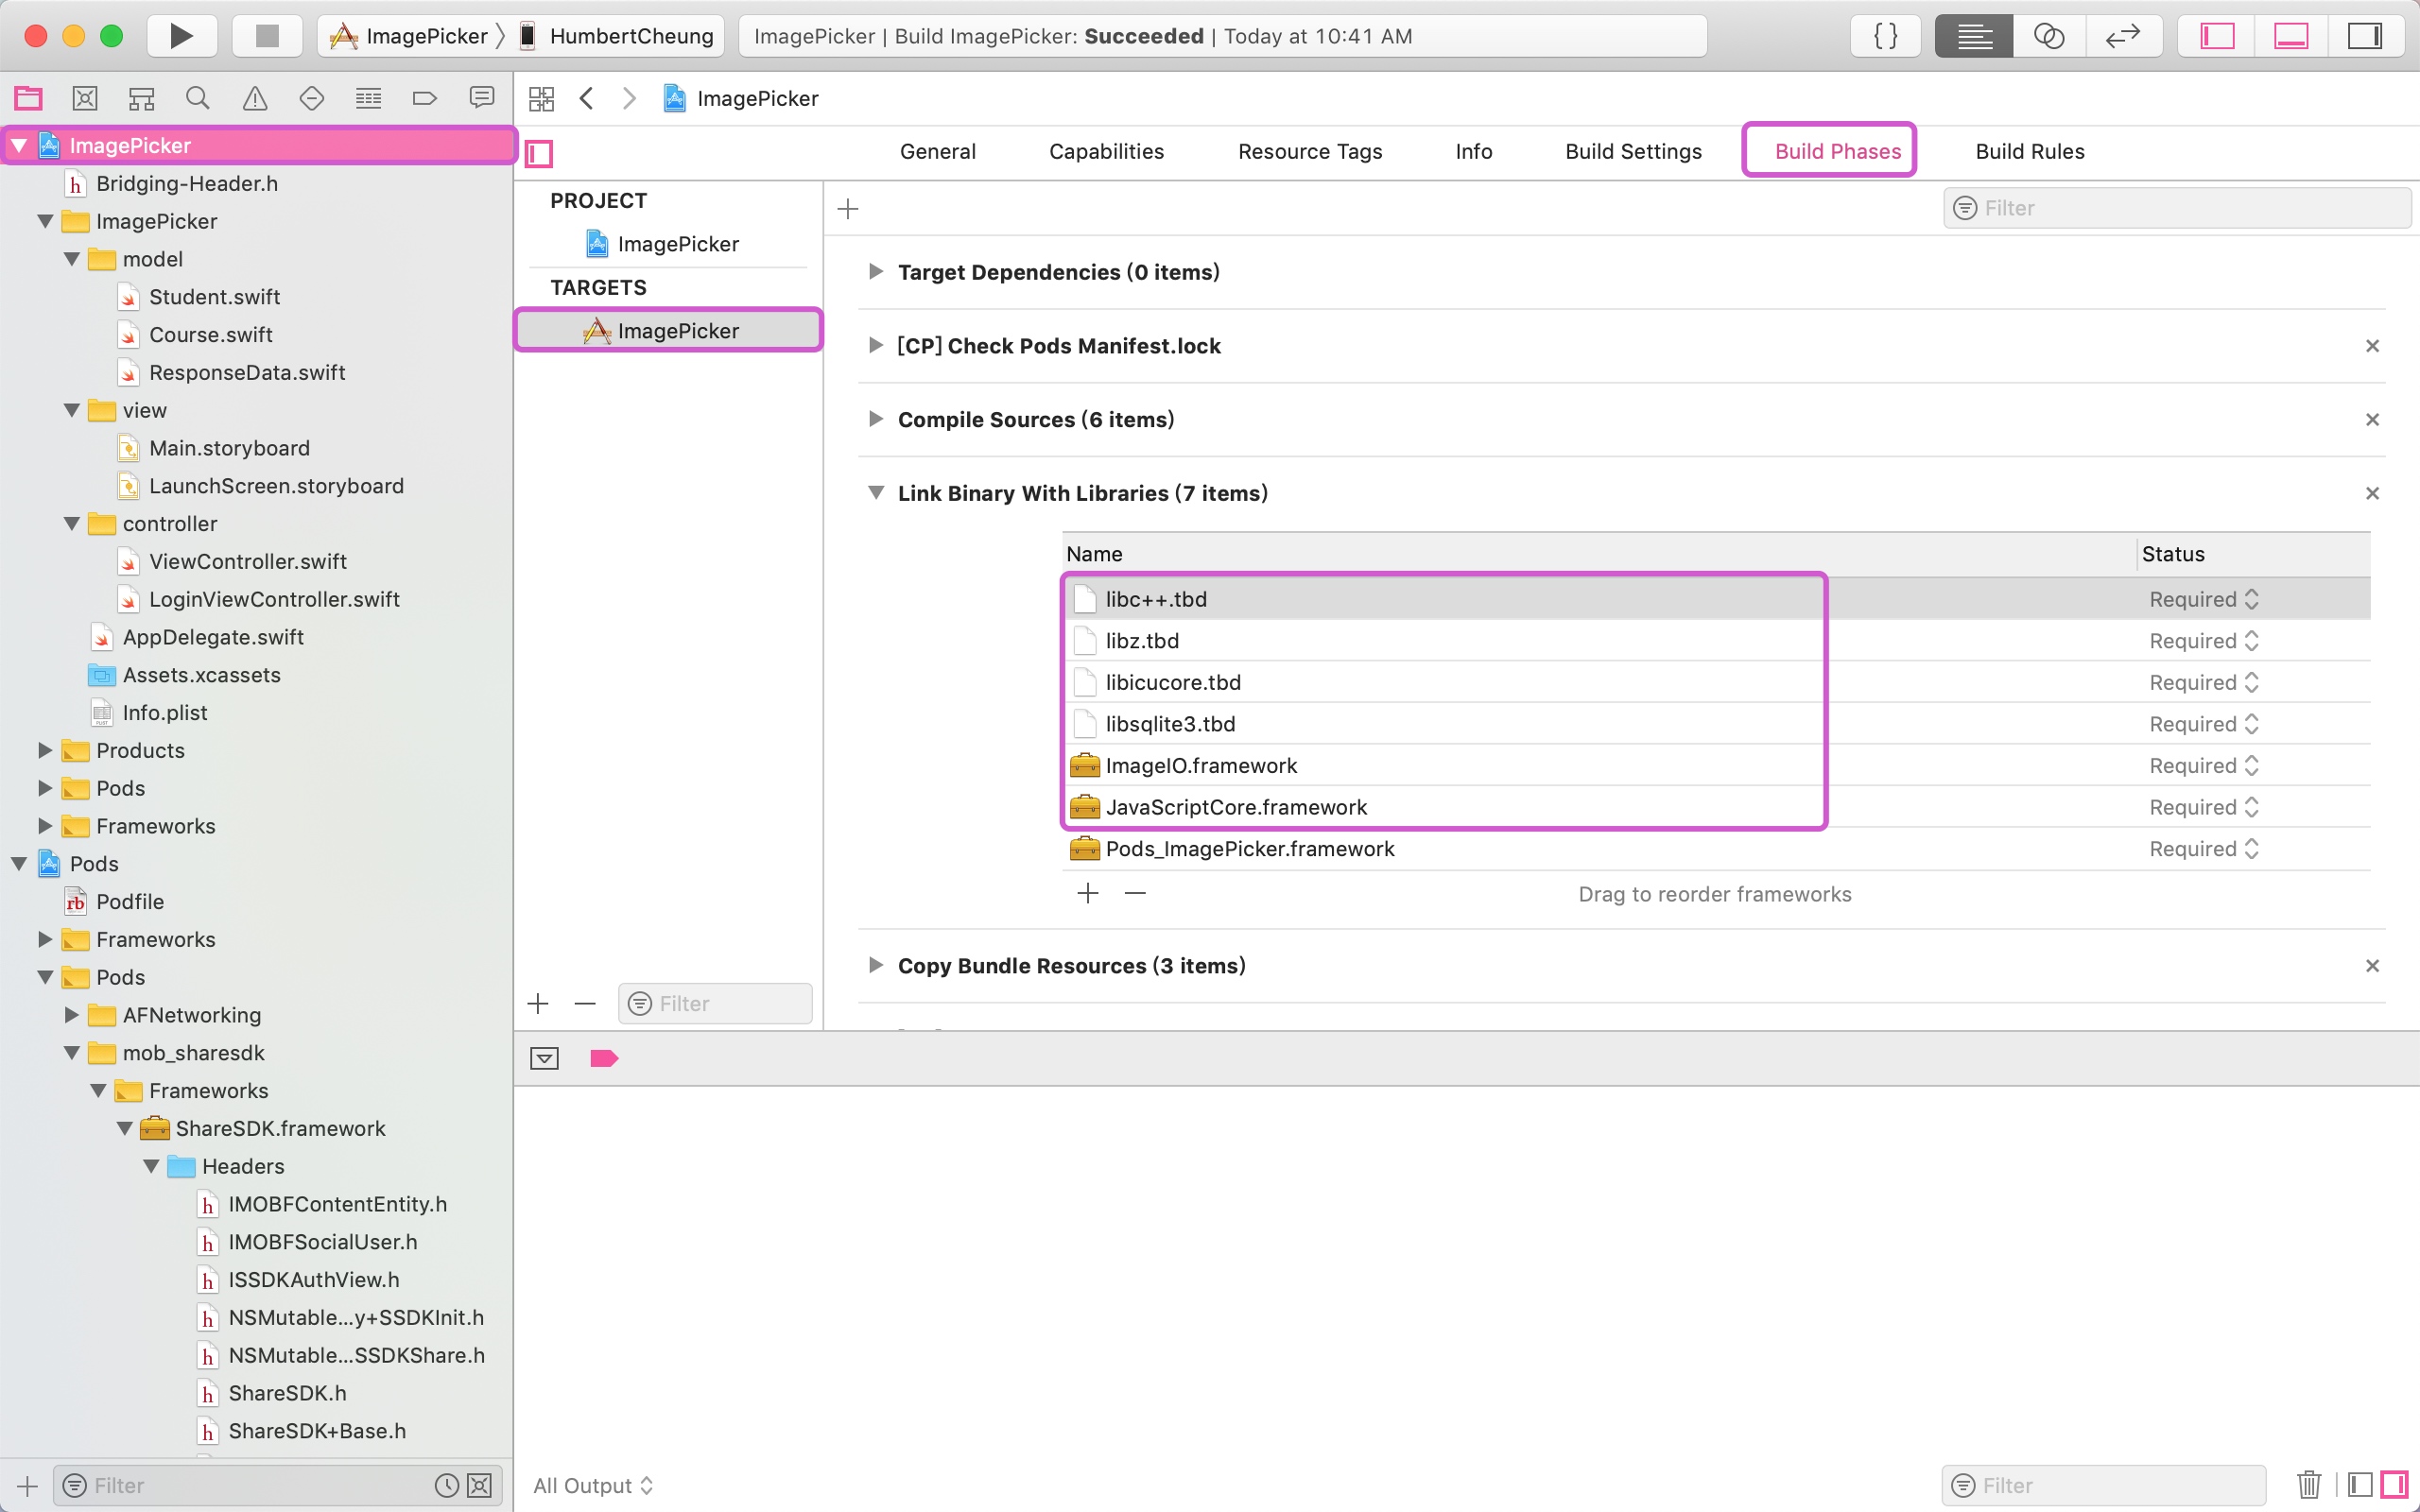 ImagePicker
HumbertCheung
ImagePicker | Build ImagePicker: Succeeded | Today at 10:41 AM
{ }
ImagePicker
Bridging-Header.h
ImagePicker
model
Student.swift
Course.swift
ResponseData.swift
view
Main.storyboard
LaunchScreen.storyboard
controller
ViewController.swift
LoginViewController.swift
AppDelegate.swift
Assets.xcassets
Info.plist
Products
Pods
Frameworks
Pods
Podfile
Frameworks
Pods
AFNetworking
mob_sharesdk
Frameworks
ShareSDK.framework
Headers
IMOBFContentEntity.h
IMOBFSocialUser.h
ISSDKAuthView.h
NSMutable...y+SSDKInit.h
NSMutable...SSDKShare.h
ShareSDK.h
ShareSDK+Base.h
Filter
ImagePicker
General Capabilities Resource Tags Info Build Settings Build Phases Build Rules
PROJECT
ImagePicker
TARGETS
ImagePicker
Filter
Filter
Target Dependencies (0 items)
[CP] Check Pods Manifest.lock
Compile Sources (6 items)
Link Binary With Libraries (7 items)
Name Status
libc++.tbd Required
libz.tbd Required
libicucore.tbd Required
libsqlite3.tbd Required
ImageIO.framework Required
JavaScriptCore.framework Required
Pods_ImagePicker.framework Required
Drag to reorder frameworks
Copy Bundle Resources (3 items)
All Output
Filter